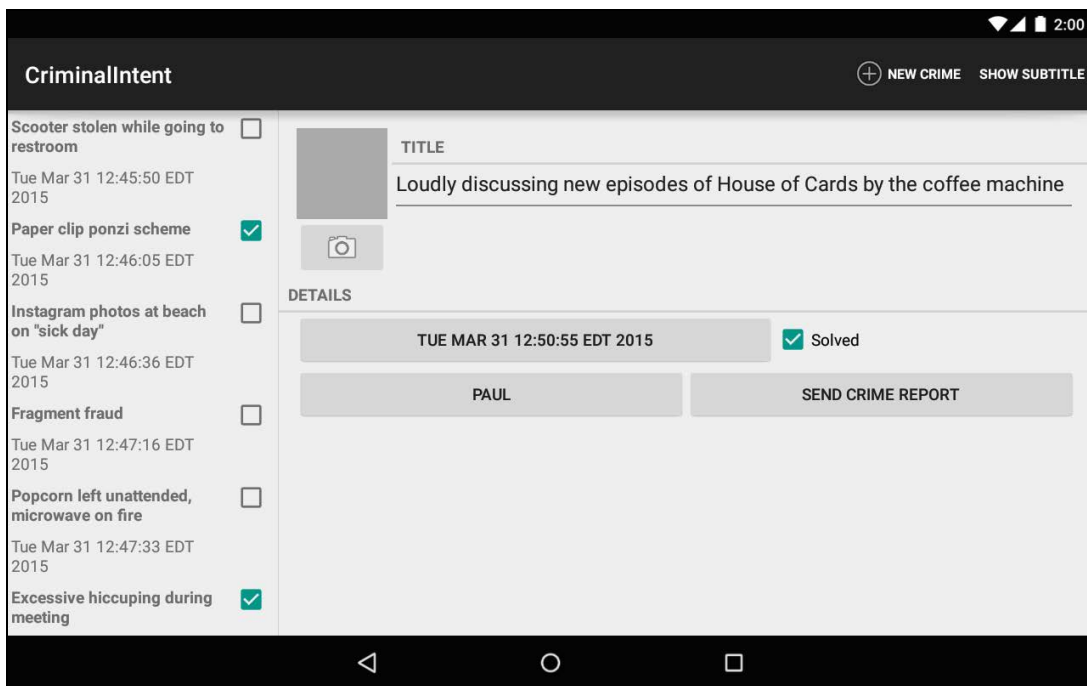 2:00
CriminalIntent
NEW CRIME SHOW SUBTITLE
Scooter stolen while going to
restroom
Tue Mar 31 12:45:50 EDT
2015
Paper clip ponzi scheme
Tue Mar 31 12:46:05 EDT
2015
Instagram photos at beach
on "sick day"
Tue Mar 31 12:46:36 EDT
2015
Fragment fraud
Tue Mar 31 12:47:16 EDT
2015
Popcorn left unattended,
microwave on fire
Tue Mar 31 12:47:33 EDT
2015
Excessive hiccuping during
meeting
TITLE
Loudly discussing new episodes of House of Cards by the coffee machine
DETAILS
TUE MAR 31 12:50:55 EDT 2015
Solved
PAUL
SEND CRIME REPORT